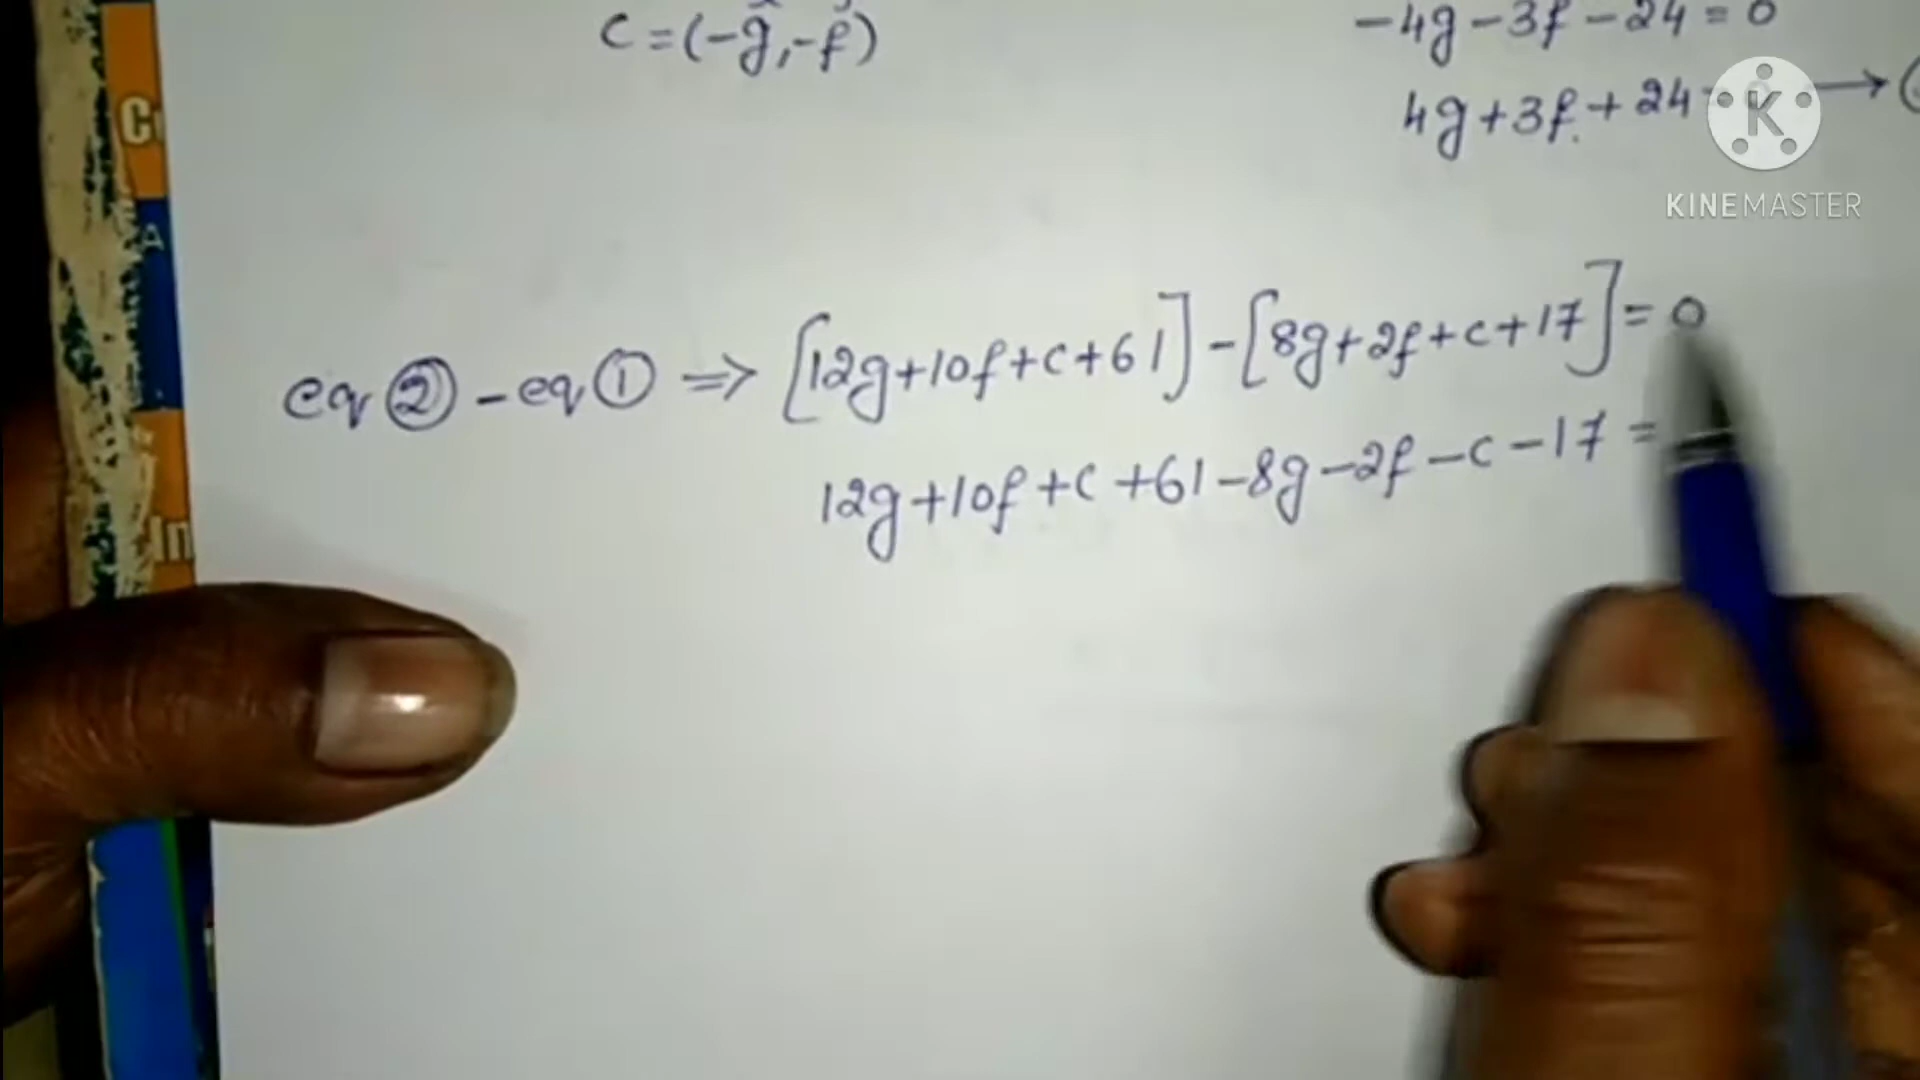 C = (-g, -f)
-4g - 3f - 24 = 0
4g + 3f + 24
K
KINEMASTER
eq ② - eq ① ⇒ [12g + 10f + c + 61] - [8g + 2f + c + 17] = 0
12g + 10f + c + 61 - 8g - 2f - c - 17 =
A
In